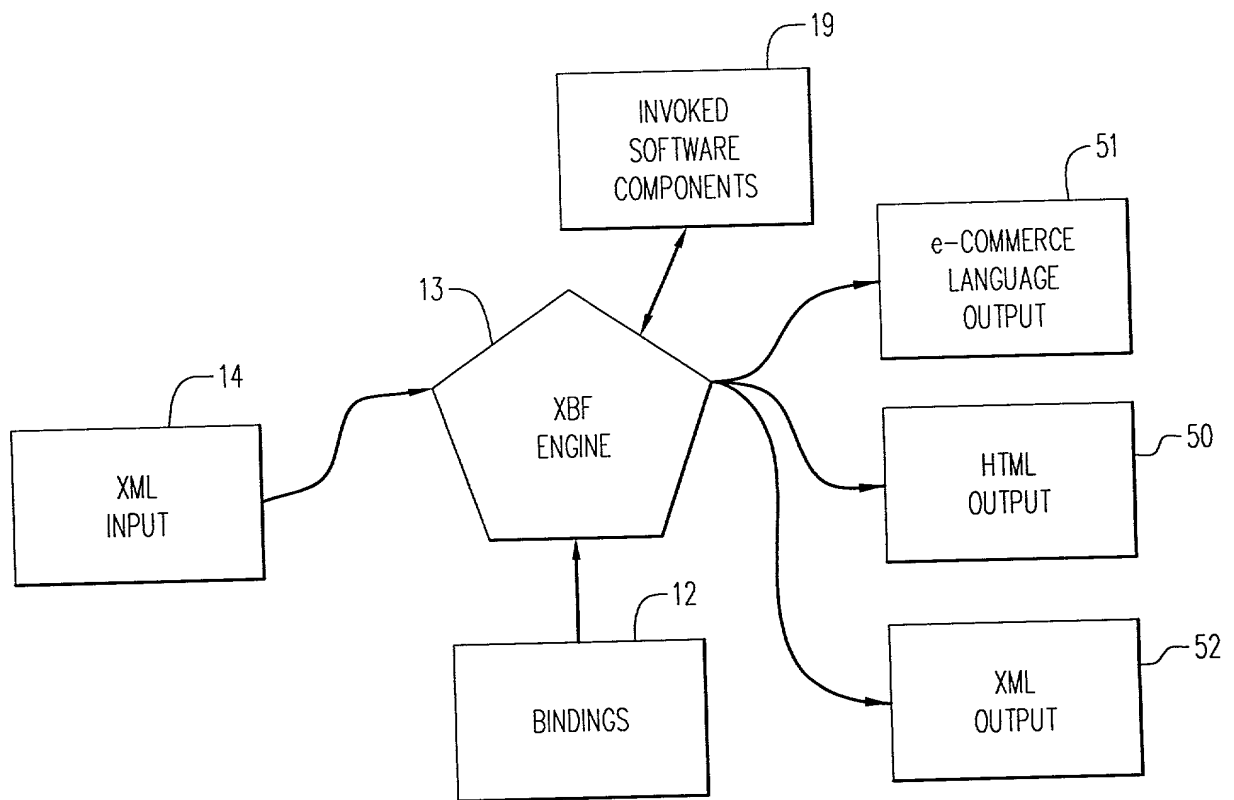 19
INVOKED
SOFTWARE
COMPONENTS
51
e-COMMERCE
LANGUAGE
OUTPUT
13
XBF
ENGINE
14
XML
INPUT
50
HTML
OUTPUT
12
BINDINGS
52
XML
OUTPUT